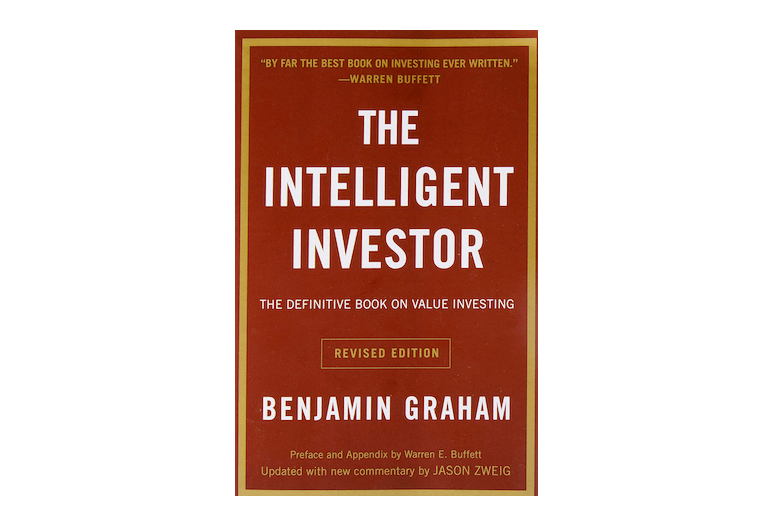 “BY FAR THE BEST BOOK ON INVESTING EVER WRITTEN.”
—WARREN BUFFETT
THE
INTELLIGENT
INVESTOR
THE DEFINITIVE BOOK ON VALUE INVESTING
REVISED EDITION
BENJAMIN GRAHAM
Preface and Appendix by Warren E. Buffett
Updated with new commentary by JASON ZWEIG